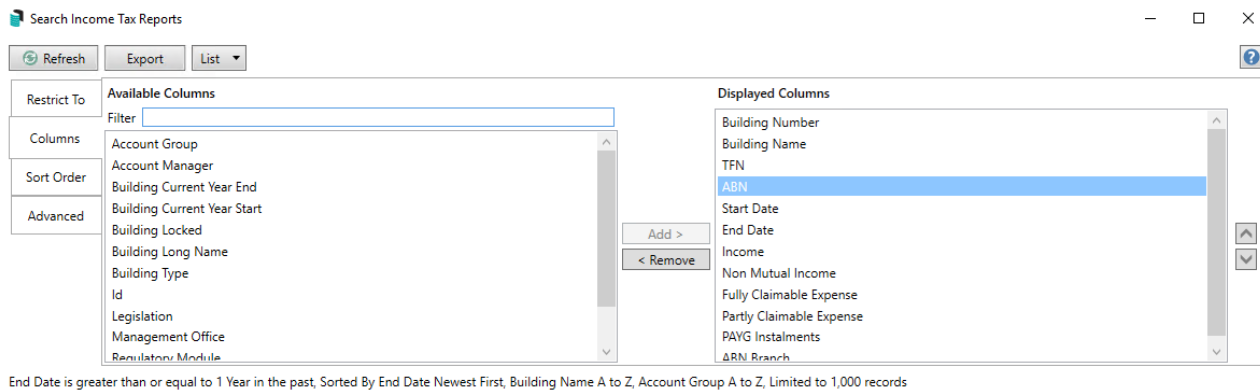 Search Income Tax Reports
Refresh Export List
Restrict To
Columns
Sort Order
Advanced
Available Columns
Filter
Account Group
Account Manager
Building Current Year End
Building Current Year Start
Building Locked
Building Long Name
Building Type
Id
Legislation
Management Office
Regulatory Module
Add >
< Remove
Displayed Columns
Building Number
Building Name
TFN
ABN
Start Date
End Date
Income
Non Mutual Income
Fully Claimable Expense
Partly Claimable Expense
PAYG Instalments
ABN Branch
End Date is greater than or equal to 1 Year in the past, Sorted By End Date Newest First, Building Name A to Z, Account Group A to Z, Limited to 1,000 records